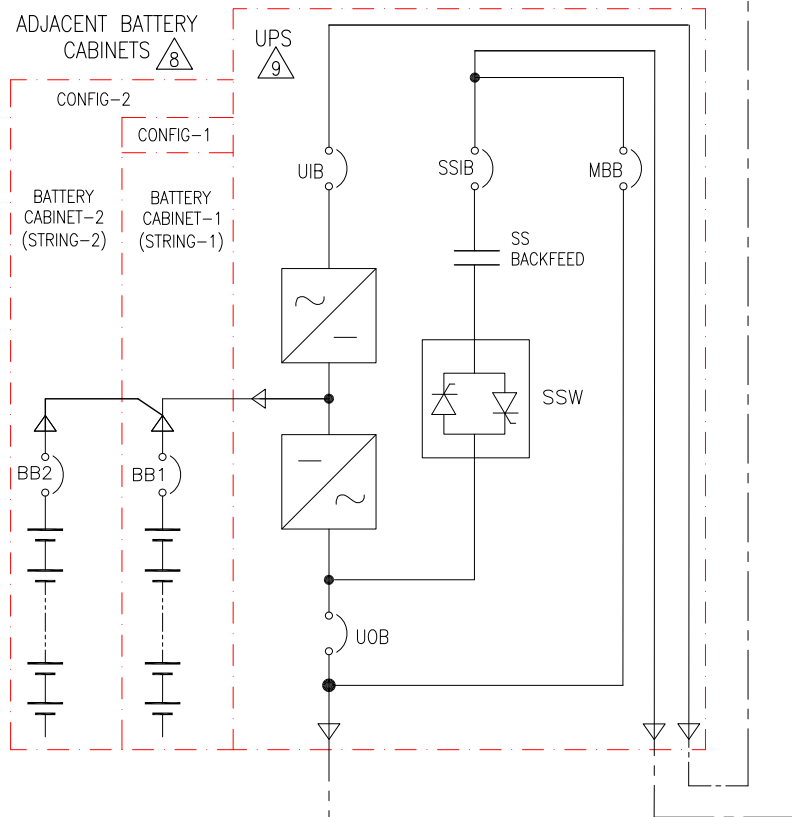 ADJACENT BATTERY
CABINETS 8
UPS
9
CONFIG-2
CONFIG-1
BATTERY
CABINET-2
(STRING-2)
BATTERY
CABINET-1
(STRING-1)
UIB
SSIB
MBB
SS
BACKFEED
SSW
BB2
BB1
UOB